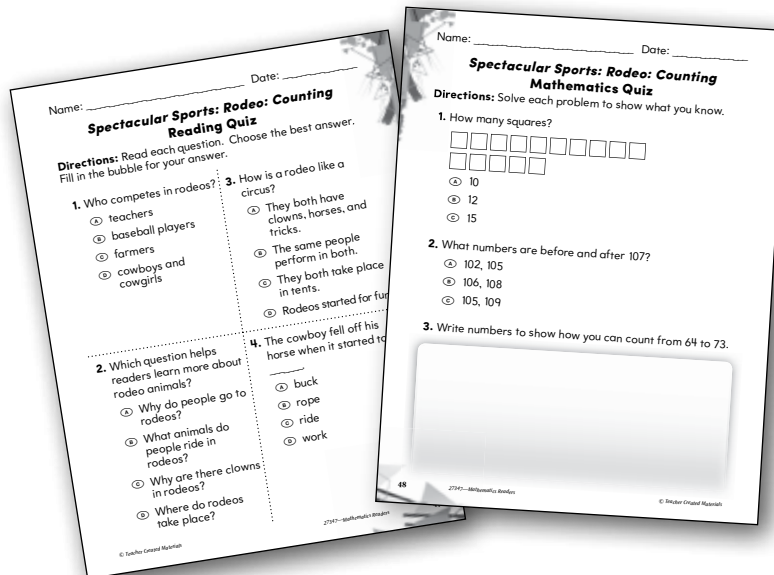 Name: Date:
Spectacular Sports: Rodeo: Counting
Reading Quiz
Directions: Read each question. Choose the best answer.
Fill in the bubble for your answer.
1. Who competes in rodeos?
A teachers
B baseball players
C farmers
D cowboys and
cowgirls
2. Which question helps
readers learn more about
rodeo animals?
A Why do people go to
rodeos?
B What animals do
people ride in
rodeos?
C Why are there clowns
in rodeos?
D Where do rodeos
take place?
3. How is a rodeo like a
circus?
A They both have
clowns, horses, and
tricks.
B The same people
perform in both.
C They both take place
in tents.
D Rodeos started for fun
4. The cowboy fell off his
horse when it started to
______.
A buck
B rope
C ride
D work
© Teacher Created Materials
27347—Mathematics Readers
Name: Date:
Spectacular Sports: Rodeo: Counting
Mathematics Quiz
Directions: Solve each problem to show what you know.
1. How many squares?
A 10
B 12
C 15
2. What numbers are before and after 107?
A 102, 105
B 106, 108
C 105, 109
3. Write numbers to show how you can count from 64 to 73.
48
27347—Mathematics Readers
© Teacher Created Materials